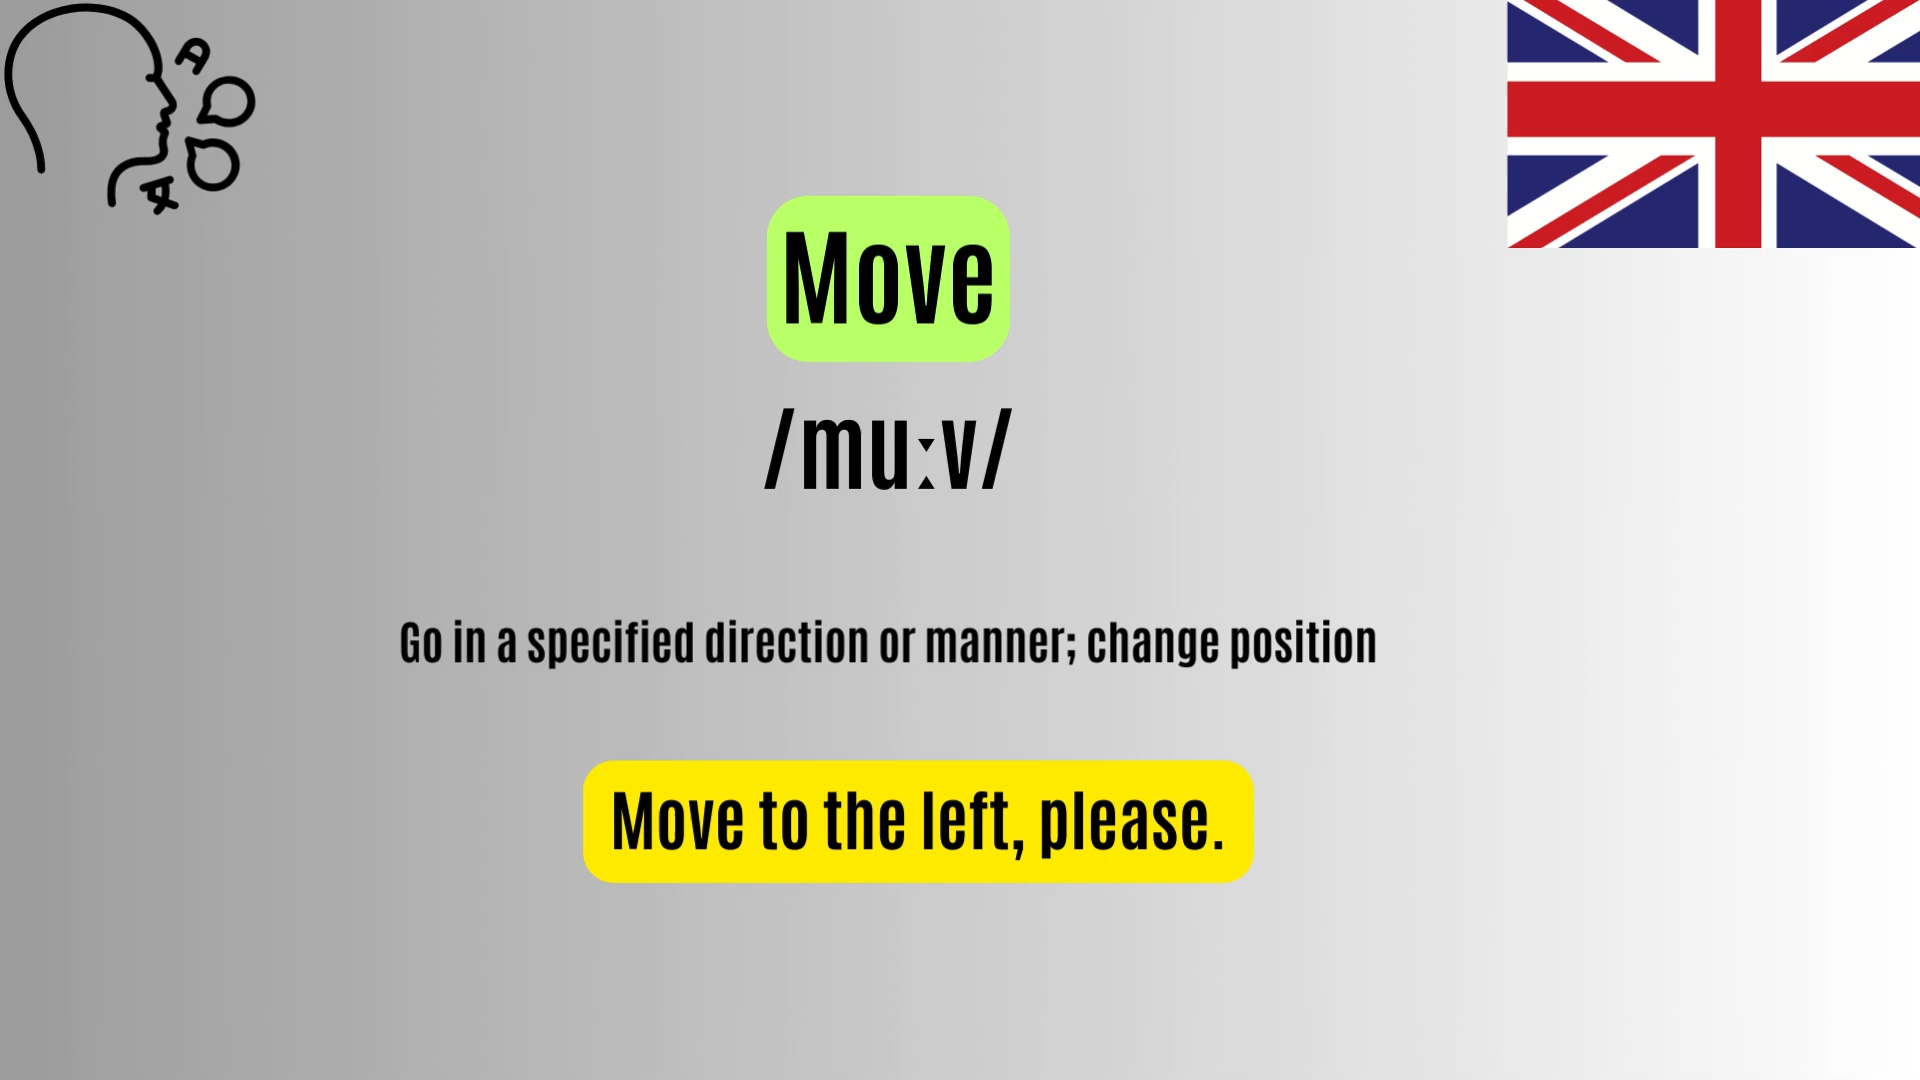 Move
/muːv/
Go in a specified direction or manner; change position
Move to the left, please.